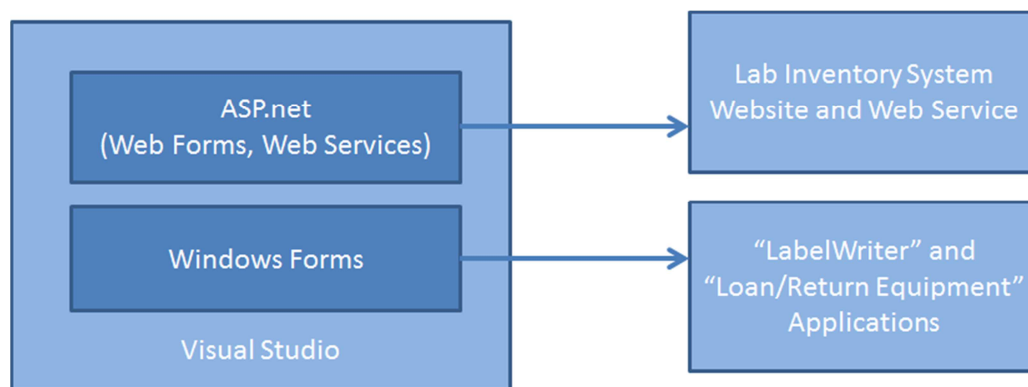 ASP.net
(Web Forms, Web Services)
Windows Forms
Visual Studio
Lab Inventory System
Website and Web Service
“LabelWriter” and
“Loan/Return Equipment”
Applications